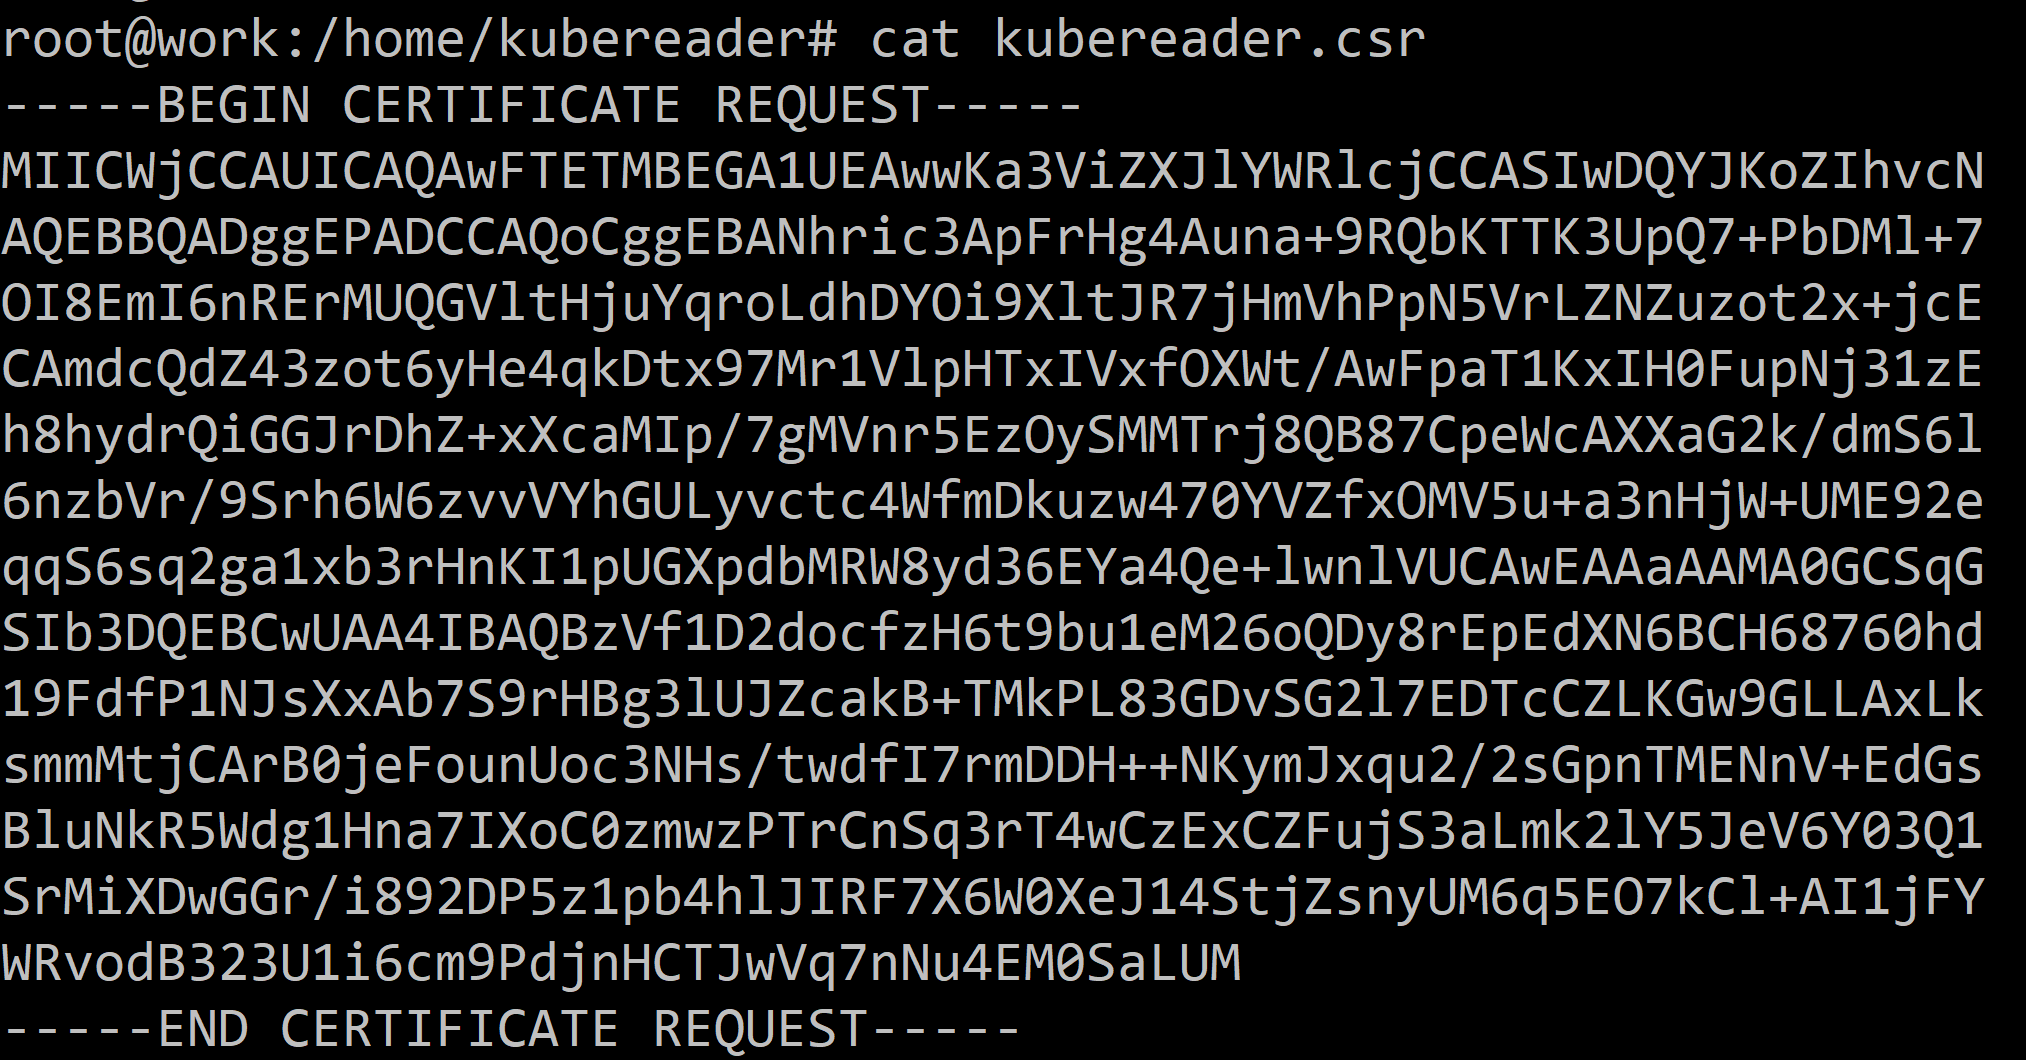 root@work:/home/kubereader# cat kubereader.csr
-----BEGIN CERTIFICATE REQUEST-----
MIICWjCCAUICAQAwFTETMBEGA1UEAwwKa3ViZXJlYWRlcjCCASIwDQYJKoZIhvcN
AQEBBQADggEPADCCAQoCggEBANhric3ApFrHg4Auna+9RQbKTTK3UpQ7+PbDMl+7
OI8EmI6nRErMUQGVltHjuYqroLdhDYOi9XltJR7jHmVhPpN5VrLZNZuzot2x+jcE
CAmdcQdZ43zot6yHe4qkDtx97Mr1VlpHTxIVxfOXWt/AwFpaT1KxIH0FupNj31zE
h8hydrQiGGJrDhZ+xXcaMIp/7gMVnr5EzOySMMTrj8QB87CpeWcAXXaG2k/dmS6l
6nzbVr/9Srh6W6zvvVYhGULyvctc4WfmDkuzw470YVZfxOMV5u+a3nHjW+UME92e
qqS6sq2ga1xb3rHnKI1pUGXpdbMRW8yd36EYa4Qe+lwnlVUCAwEAAaAAMA0GCSqG
SIb3DQEBCwUAA4IBAQBzVf1D2docfzH6t9bu1eM26oQDy8rEpEdXN6BCH68760hd
19FdfP1NJsXxAb7S9rHBg3lUJZcakB+TMkPL83GDvSG2l7EDTcCZLKGw9GLLAxLk
smmMtjCArB0jeFounUoc3NHs/twdfI7rmDDH++NKymJxqu2/2sGpnTMENnV+EdGs
BluNkR5Wdg1Hna7IXoC0zmwzPTrCnSq3rT4wCzExCZFujS3aLmk2lY5JeV6Y03Q1
SrMiXDwGGr/i892DP5z1pb4hlJIRF7X6W0XeJ14StjZsnyUM6q5EO7kCl+AI1jFY
WRvodB323U1i6cm9PdjnHCTJwVq7nNu4EM0SaLUM
-----END CERTIFICATE REQUEST-----